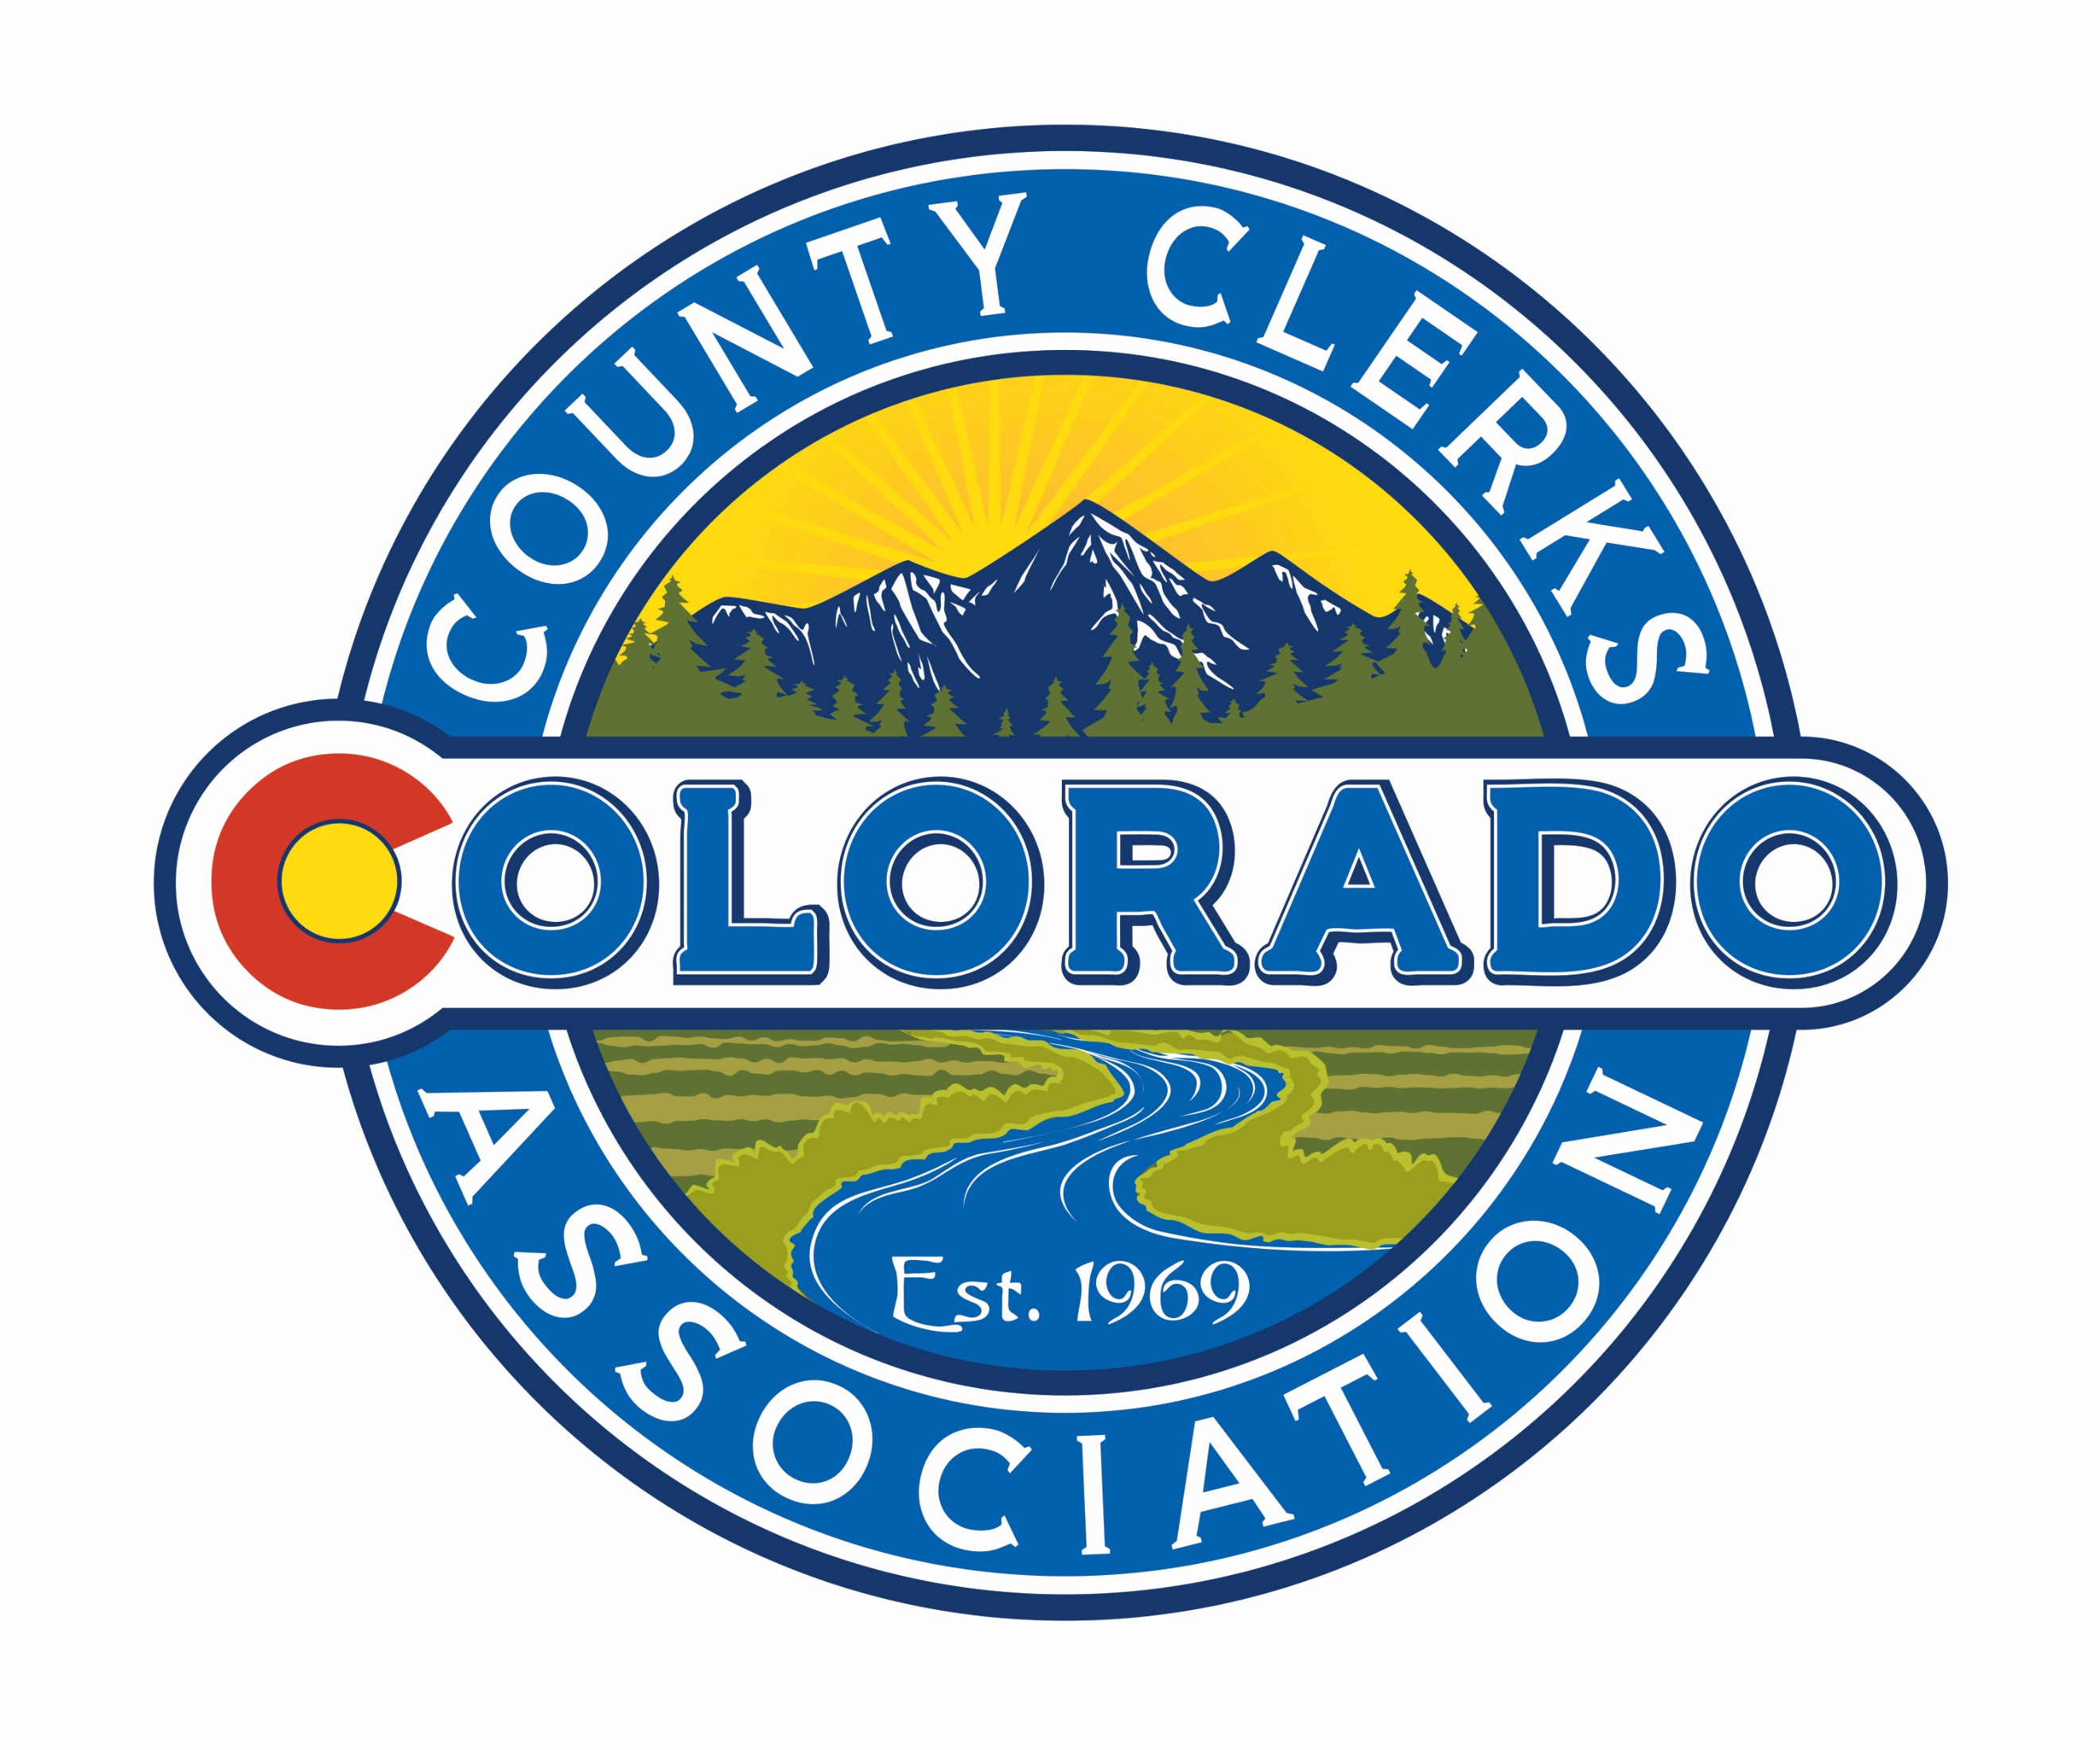 COUNTY CLERKS
COLORADO
Est. 1969
ASSOCIATION